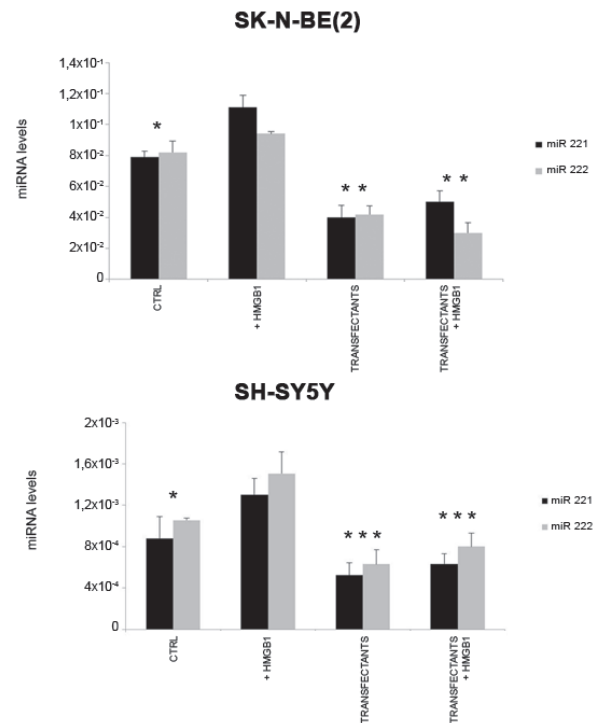 SK-N-BE(2)
miRNA levels
1,4x10⁻¹
1,2x10⁻¹
1x10⁻¹
8x10⁻²
6x10⁻²
4x10⁻²
2x10⁻²
0
*
* *
* *
miR 221
miR 222
CTRL
+ HMGB1
TRANSFECTANTS
TRANSFECTANTS
+ HMGB1
SH-SY5Y
miRNA levels
2x10⁻³
1,6x10⁻³
1,2x10⁻³
8x10⁻⁴
4x10⁻⁴
0
*
* * *
* * *
miR 221
miR 222
CTRL
+ HMGB1
TRANSFECTANTS
TRANSFECTANTS
+ HMGB1